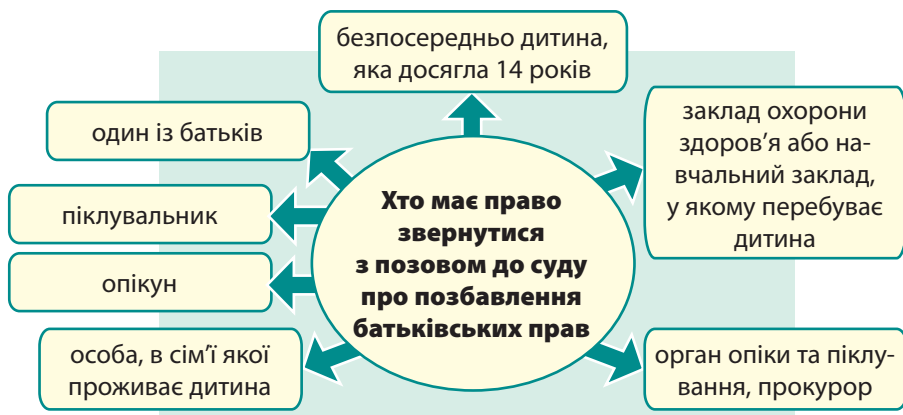 безпосередньо дитина,
яка досягла 14 років
один із батьків
піклувальник
опікун
особа, в сім'ї якої
проживає дитина
Хто має право
звернутися
з позовом до суду
про позбавлення
батьківських прав
заклад охорони
здоров'я або на-
вчальний заклад,
у якому перебуває
дитина
орган опіки та піклу-
вання, прокурор